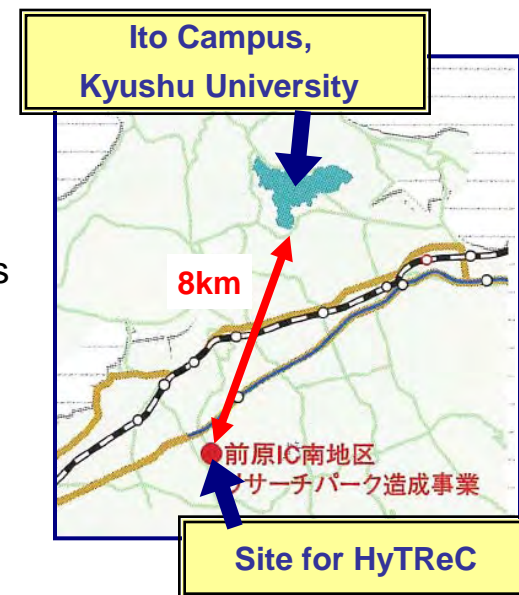 Ito Campus,
Kyushu University
s
8km
前原IC南地区
サーチパーク造成事業
Site for HyTReC